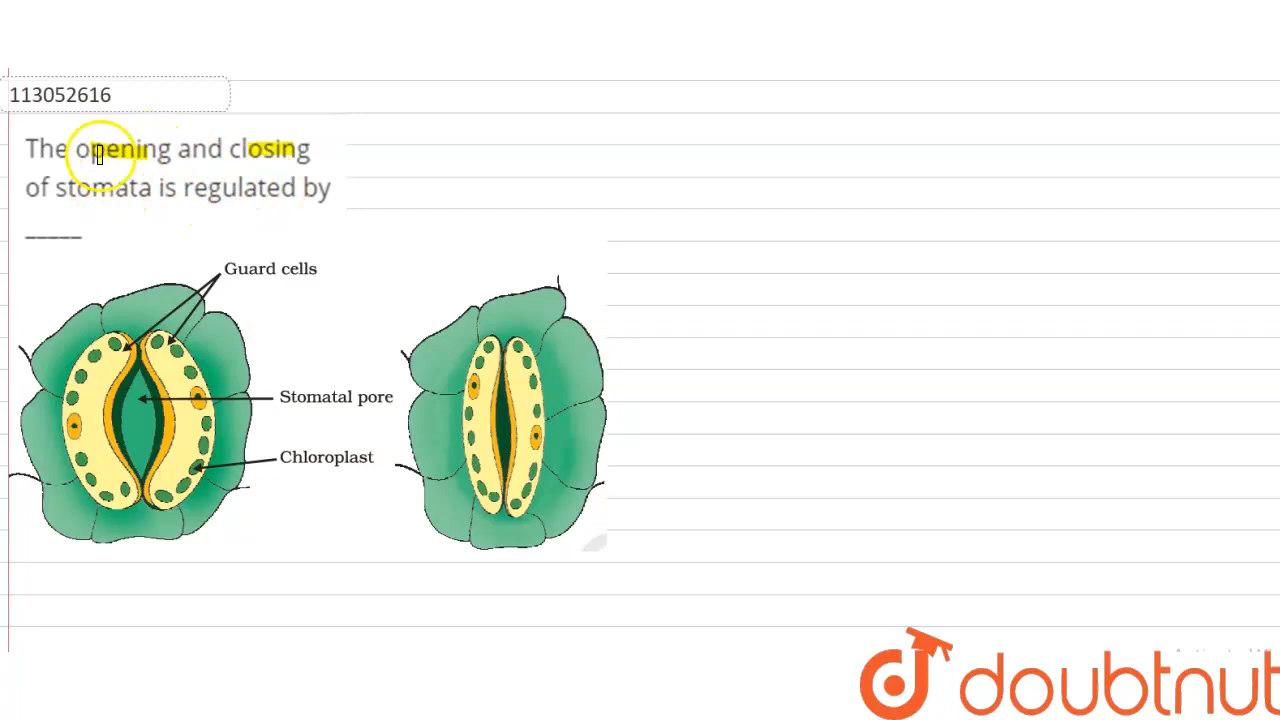 113052616
The opening and closing
of stomata is regulated by
_____
Guard cells
Stomatal pore
Chloroplast
doubtnut